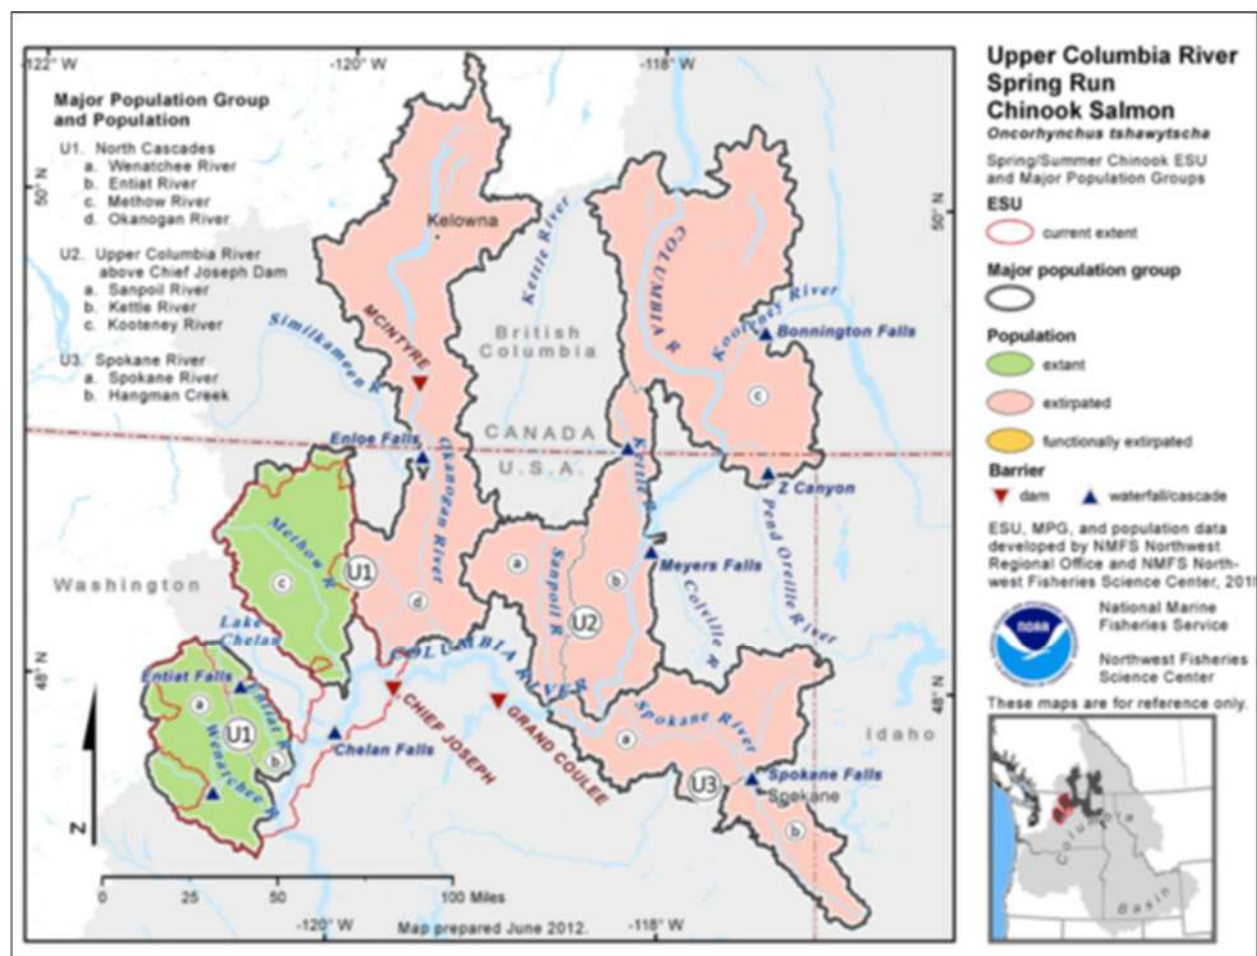 -122° W
-120° W
-118° W
50° N
50° N
48° N
48° N
-120° W
-118° W
Major Population Group
and Population
U1. North Cascades
a. Wenatchee River
b. Entiat River
c. Methow River
d. Okanogan River
U2. Upper Columbia River
above Chief Joseph Dam
a. Sanpoil River
b. Kettle River
c. Kooteney River
U3. Spokane River
a. Spokane River
b. Hangman Creek
Kelowna
Kettle River
COLUMBIA R
Kooteney River
Bonnington Falls
British
Columbia
MCINTYRE
Similkameen R
c
Enloe Falls
CANADA
U.S.A.
Okanogan River
Kettle R
Z Canyon
Pend Oreille River
Methow R
c
U1
d
a
Sanpoil R
b
U2
Meyers Falls
Colville R
Washington
Lake
Chelan
COLUMBIA RIVER
Entiat Falls
Entiat R
a
U1
b
Wenatchee R
Chelan Falls
CHIEF JOSEPH
GRAND COULEE
Spokane River
a
U3
Spokane Falls
Spokane
b
Idaho
N
0 25 50 100 Miles
Map prepared June 2012.
Upper Columbia River
Spring Run
Chinook Salmon
Oncorhynchus tshawytscha
Spring/Summer Chinook ESU
and Major Population Groups
ESU
current extent
Major population group
Population
extant
extirpated
functionally extirpated
Barrier
dam waterfall/cascade
ESU, MPG, and population data
developed by NMFS Northwest
Regional Office and NMFS North-
west Fisheries Science Center, 201
NOAA
National Marine
Fisheries Service
Northwest Fisheries
Science Center
These maps are for reference only.
Columbia
Basin